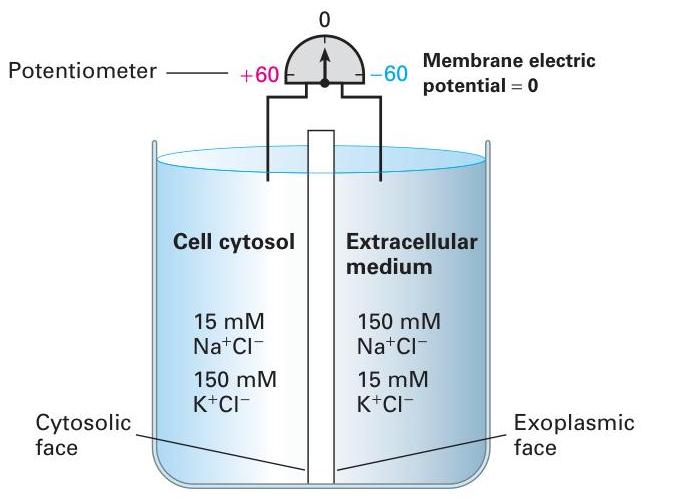 0
Potentiometer
+60
-60
Membrane electric
potential = 0
Cell cytosol
Extracellular
medium
15 mM
Na⁺Cl⁻
150 mM
K⁺Cl⁻
150 mM
Na⁺Cl⁻
15 mM
K⁺Cl⁻
Cytosolic
face
Exoplasmic
face